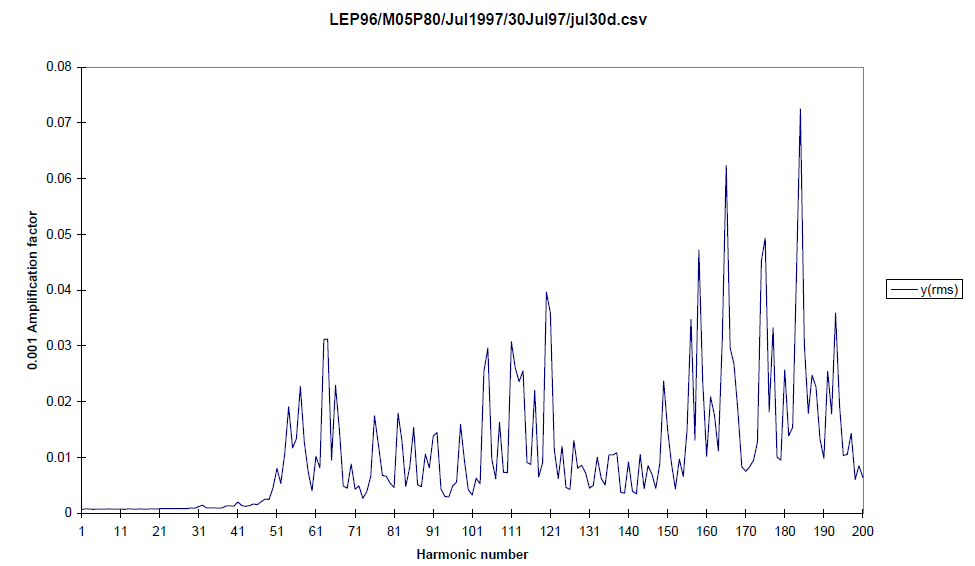 LEP96/M05P80/Jul1997/30Jul97/jul30d.csv
0.08
0.07
0.06
0.05
0.04
0.03
0.02
0.01
0
0.001 Amplification factor
1 11 21 31 41 51 61 71 81 91 101 111 121 131 140 150 160 170 180 190 200
Harmonic number
y(rms)